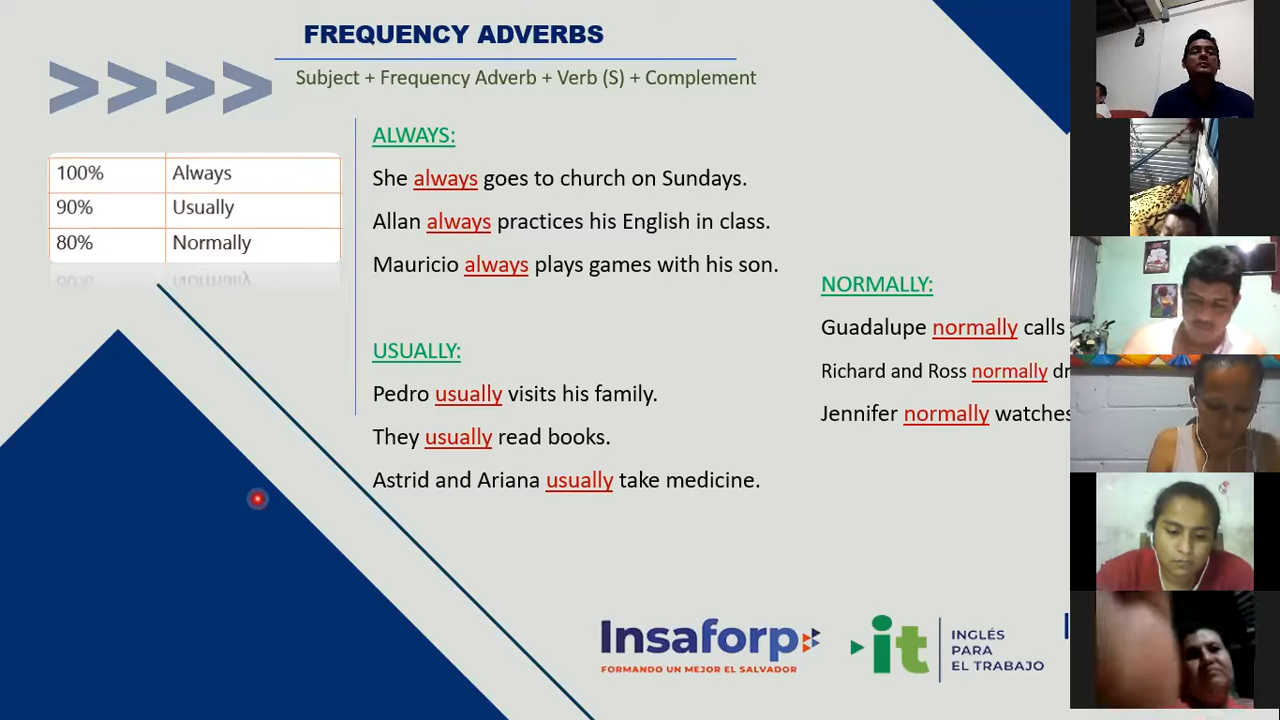 FREQUENCY ADVERBS
Subject + Frequency Adverb + Verb (S) + Complement
100% Always
90% Usually
80% Normally
ALWAYS:
She always goes to church on Sundays.
Allan always practices his English in class.
Mauricio always plays games with his son.
USUALLY:
Pedro usually visits his family.
They usually read books.
Astrid and Ariana usually take medicine.
NORMALLY:
Guadalupe normally calls
Richard and Ross normally
Jennifer normally watches
Insaforp
FORMANDO UN MEJOR EL SALVADOR
it
INGLÉS
PARA
EL TRABAJO